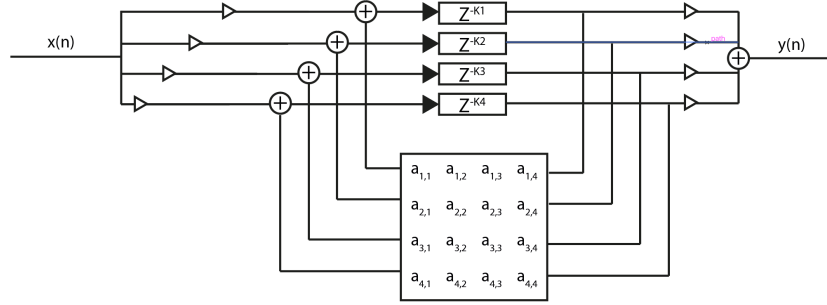 x(n)
Z-K1
Z-K2
Z-K3
Z-K4
path
y(n)
a1,1 a1,2 a1,3 a1,4
a2,1 a2,2 a2,3 a2,4
a3,1 a3,2 a3,3 a3,4
a4,1 a4,2 a4,3 a4,4